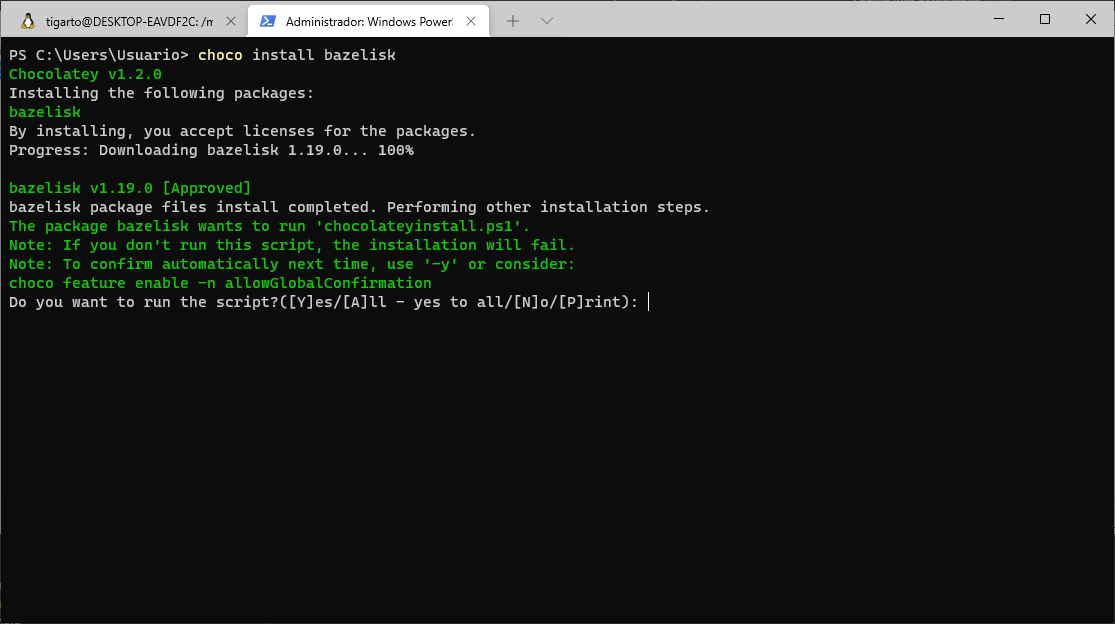 tigarto@DESKTOP-EAVDF2C: /m
Administrador: Windows Power
PS C:\Users\Usuario> choco install bazelisk
Chocolatey v1.2.0
Installing the following packages:
bazelisk
By installing, you accept licenses for the packages.
Progress: Downloading bazelisk 1.19.0... 100%
bazelisk v1.19.0 [Approved]
bazelisk package files install completed. Performing other installation steps.
The package bazelisk wants to run 'chocolateyinstall.ps1'.
Note: If you don't run this script, the installation will fail.
Note: To confirm automatically next time, use '-y' or consider:
choco feature enable -n allowGlobalConfirmation
Do you want to run the script?([Y]es/[A]ll - yes to all/[N]o/[P]rint):